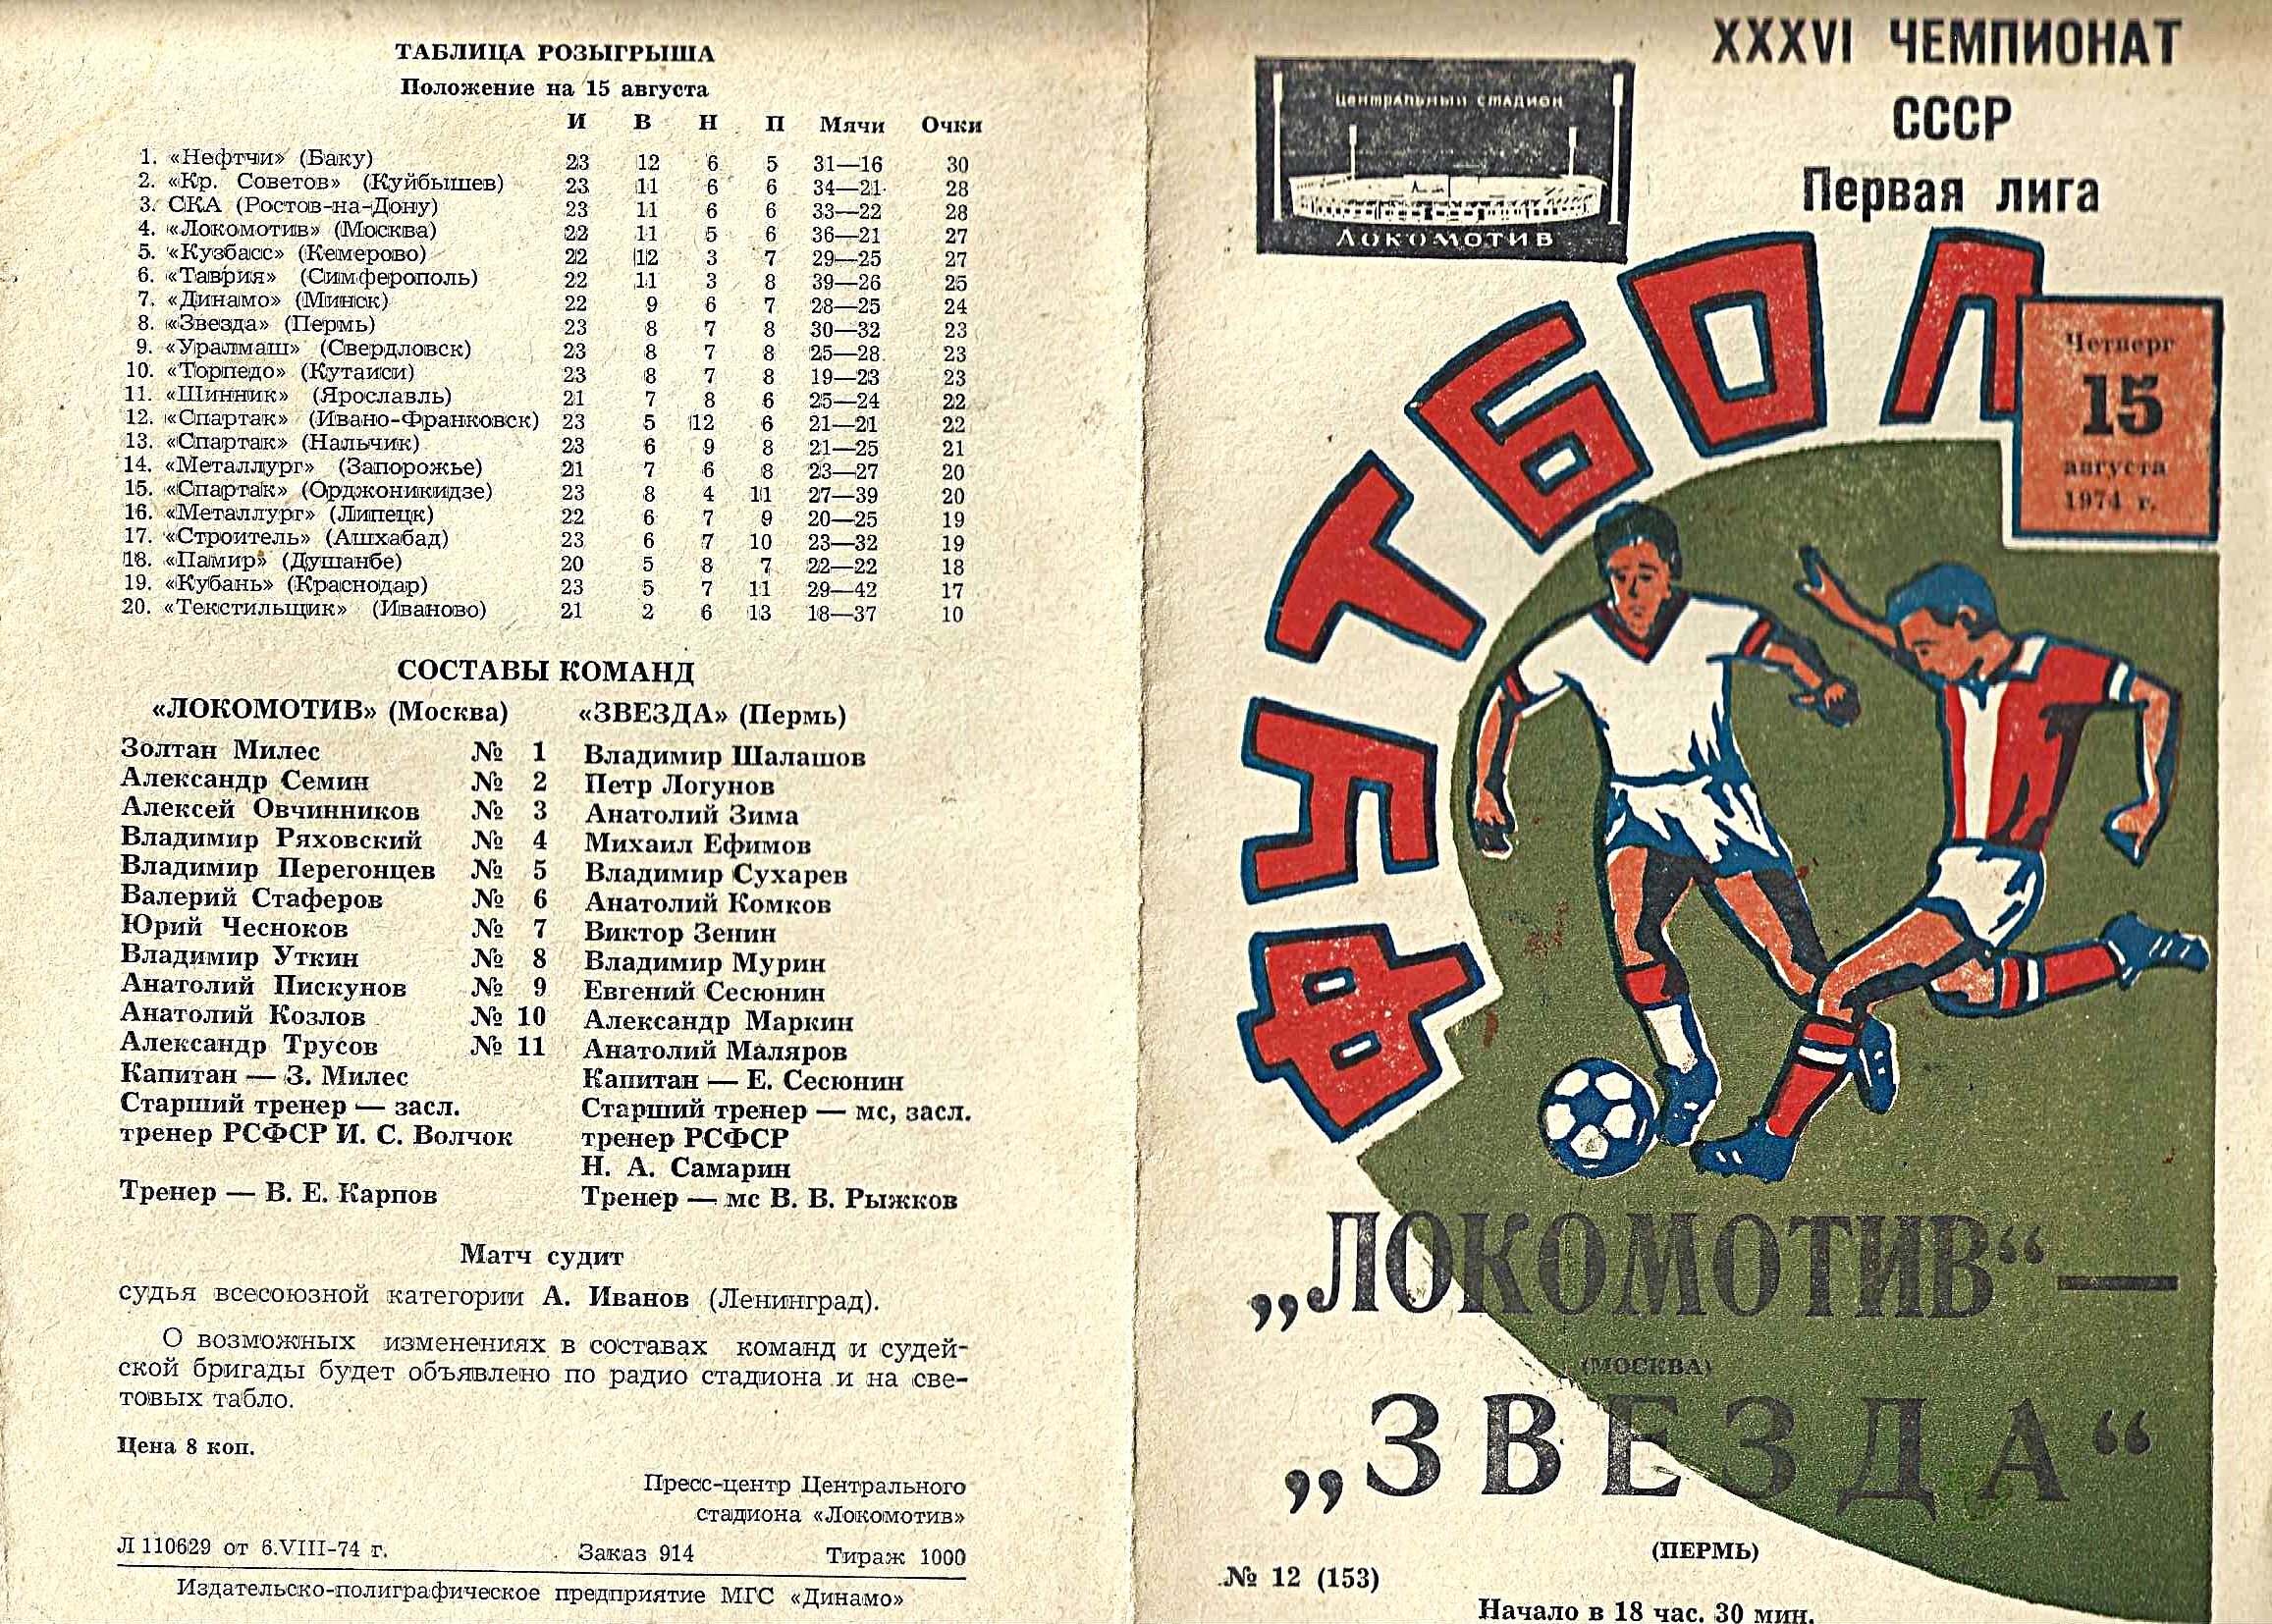 ТАБЛИЦА РОЗЫГРЫША
Положение на 15 августа
И В Н П Мячи Очки
1. «Нефтчи» (Баку) 23 12 6 5 31—16 30
2. «Кр. Советов» (Куйбышев) 23 11 6 6 34—21 28
3. СКА (Ростов-на-Дону) 23 11 6 6 33—22 28
4. «Локомотив» (Москва) 22 11 5 6 36—21 27
5. «Кузбасс» (Кемерово) 22 12 3 7 29—25 27
6. «Таврия» (Симферополь) 22 11 3 8 39—26 25
7. «Динамо» (Минск) 22 9 6 7 28—25 24
8. «Звезда» (Пермь) 23 8 7 8 30—32 23
9. «Уралмаш» (Свердловск) 23 8 7 8 25—28 23
10. «Торпедо» (Кутаиси) 23 8 7 8 19—23 23
11. «Шинник» (Ярославль) 21 7 8 6 25—24 22
12. «Спартак» (Ивано-Франковск) 23 5 12 6 21—21 22
13. «Спартак» (Нальчик) 23 6 9 8 21—25 21
14. «Металлург» (Запорожье) 21 7 6 8 23—27 20
15. «Спартак» (Орджоникидзе) 23 8 4 11 27—39 20
16. «Металлург» (Липецк) 22 6 7 9 20—25 19
17. «Строитель» (Ашхабад) 23 6 7 10 23—32 19
18. «Памир» (Душанбе) 20 5 8 7 22—22 18
19. «Кубань» (Краснодар) 23 5 7 11 29—42 17
20. «Текстильщик» (Иваново) 21 2 6 13 18—37 10
СОСТАВЫ КОМАНД
«ЛОКОМОТИВ» (Москва) «ЗВЕЗДА» (Пермь)
Золтан Милес № 1 Владимир Шалашов
Александр Семин № 2 Петр Логунов
Алексей Овчинников № 3 Анатолий Зима
Владимир Ряховский № 4 Михаил Ефимов
Владимир Перегонцев № 5 Владимир Сухарев
Валерий Стаферов № 6 Анатолий Комков
Юрий Чесноков № 7 Виктор Зенин
Владимир Уткин № 8 Владимир Мурин
Анатолий Пискунов № 9 Евгений Сесюнин
Анатолий Козлов № 10 Александр Маркин
Александр Трусов № 11 Анатолий Маляров
Капитан — З. Милес Капитан — Е. Сесюнин
Старший тренер — засл. Старший тренер — мс, засл.
тренер РСФСР И. С. Волчок тренер РСФСР
Н. А. Самарин
Тренер — В. Е. Карпов Тренер — мс В. В. Рыжков
Матч судит
судья всесоюзной категории А. Иванов (Ленинград).
О возможных изменениях в составах команд и судей-
ской бригады будет объявлено по радио стадиона и на све-
товых табло.
Цена 8 коп.
Пресс-центр Центрального
стадиона «Локомотив»
Л 110629 от 6.VIII-74 г. Заказ 914 Тираж 1000
Издательско-полиграфическое предприятие МГС «Динамо»
XXXVI ЧЕМПИОНАТ
СССР
Первая лига
центральный стадион
ЛОКОМОТИВ
ФУТБОЛ
Четверг
15
августа
1974 г.
„ЛОКОМОТИВ“—
(МОСКВА)
„ЗВЕЗДА“
(ПЕРМЬ)
№ 12 (153)
Начало в 18 час. 30 мин.